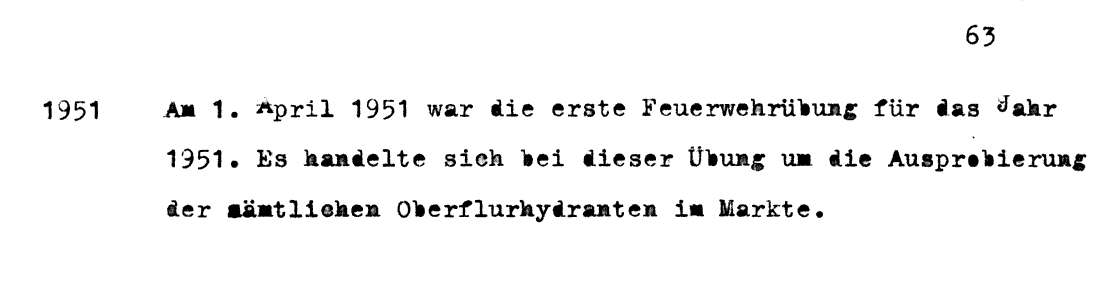 63
1951 Am 1. April 1951 war die erste Feuerwehrübung für das Jahr
1951. Es handelte sich bei dieser Übung um die Ausprobierung
der sämtlichen Oberflurhydranten im Markte.